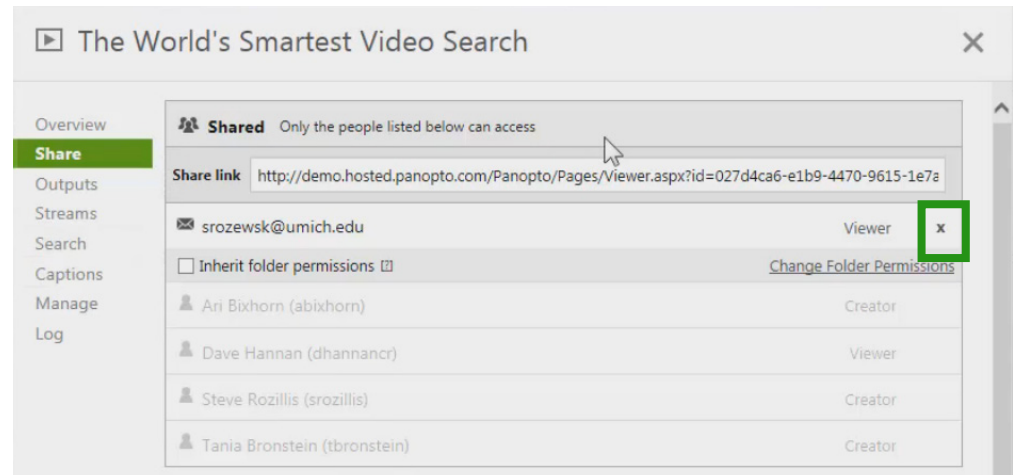 The World's Smartest Video Search
Overview
Share
Outputs
Streams
Search
Captions
Manage
Log
Shared Only the people listed below can access
Share link http://demo.hosted.panopto.com/Panopto/Pages/Viewer.aspx?id=027d4ca6-e1b9-4470-9615-1e7a
srozewsk@umich.edu Viewer x
Inherit folder permissions [?] Change Folder Permissions
Ari Bixhorn (abixhorn) Creator
Dave Hannan (dhannancr) Viewer
Steve Rozillis (srozillis) Creator
Tania Bronstein (tbronstein) Creator